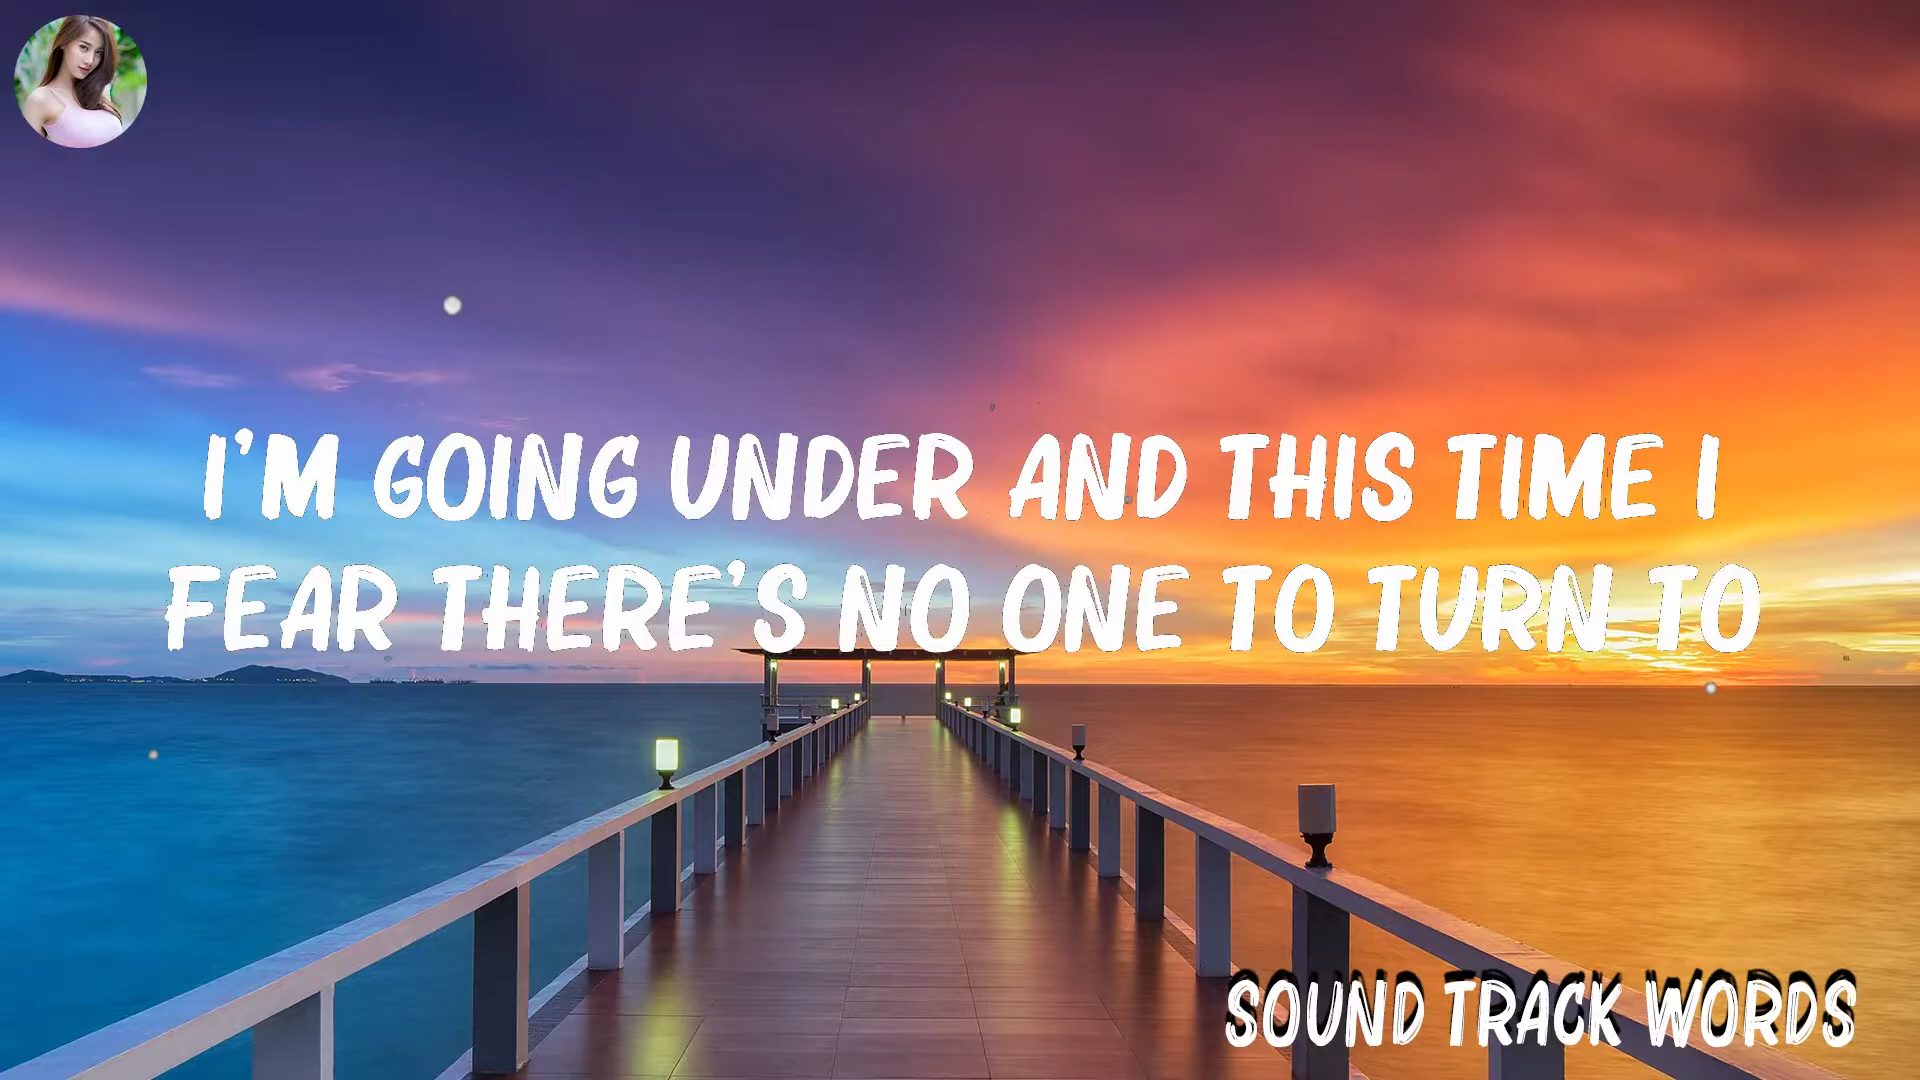 I'M GOING UNDER AND THIS TIME I
FEAR THERE'S NO ONE TO TURN TO
SOUND TRACK WORDS